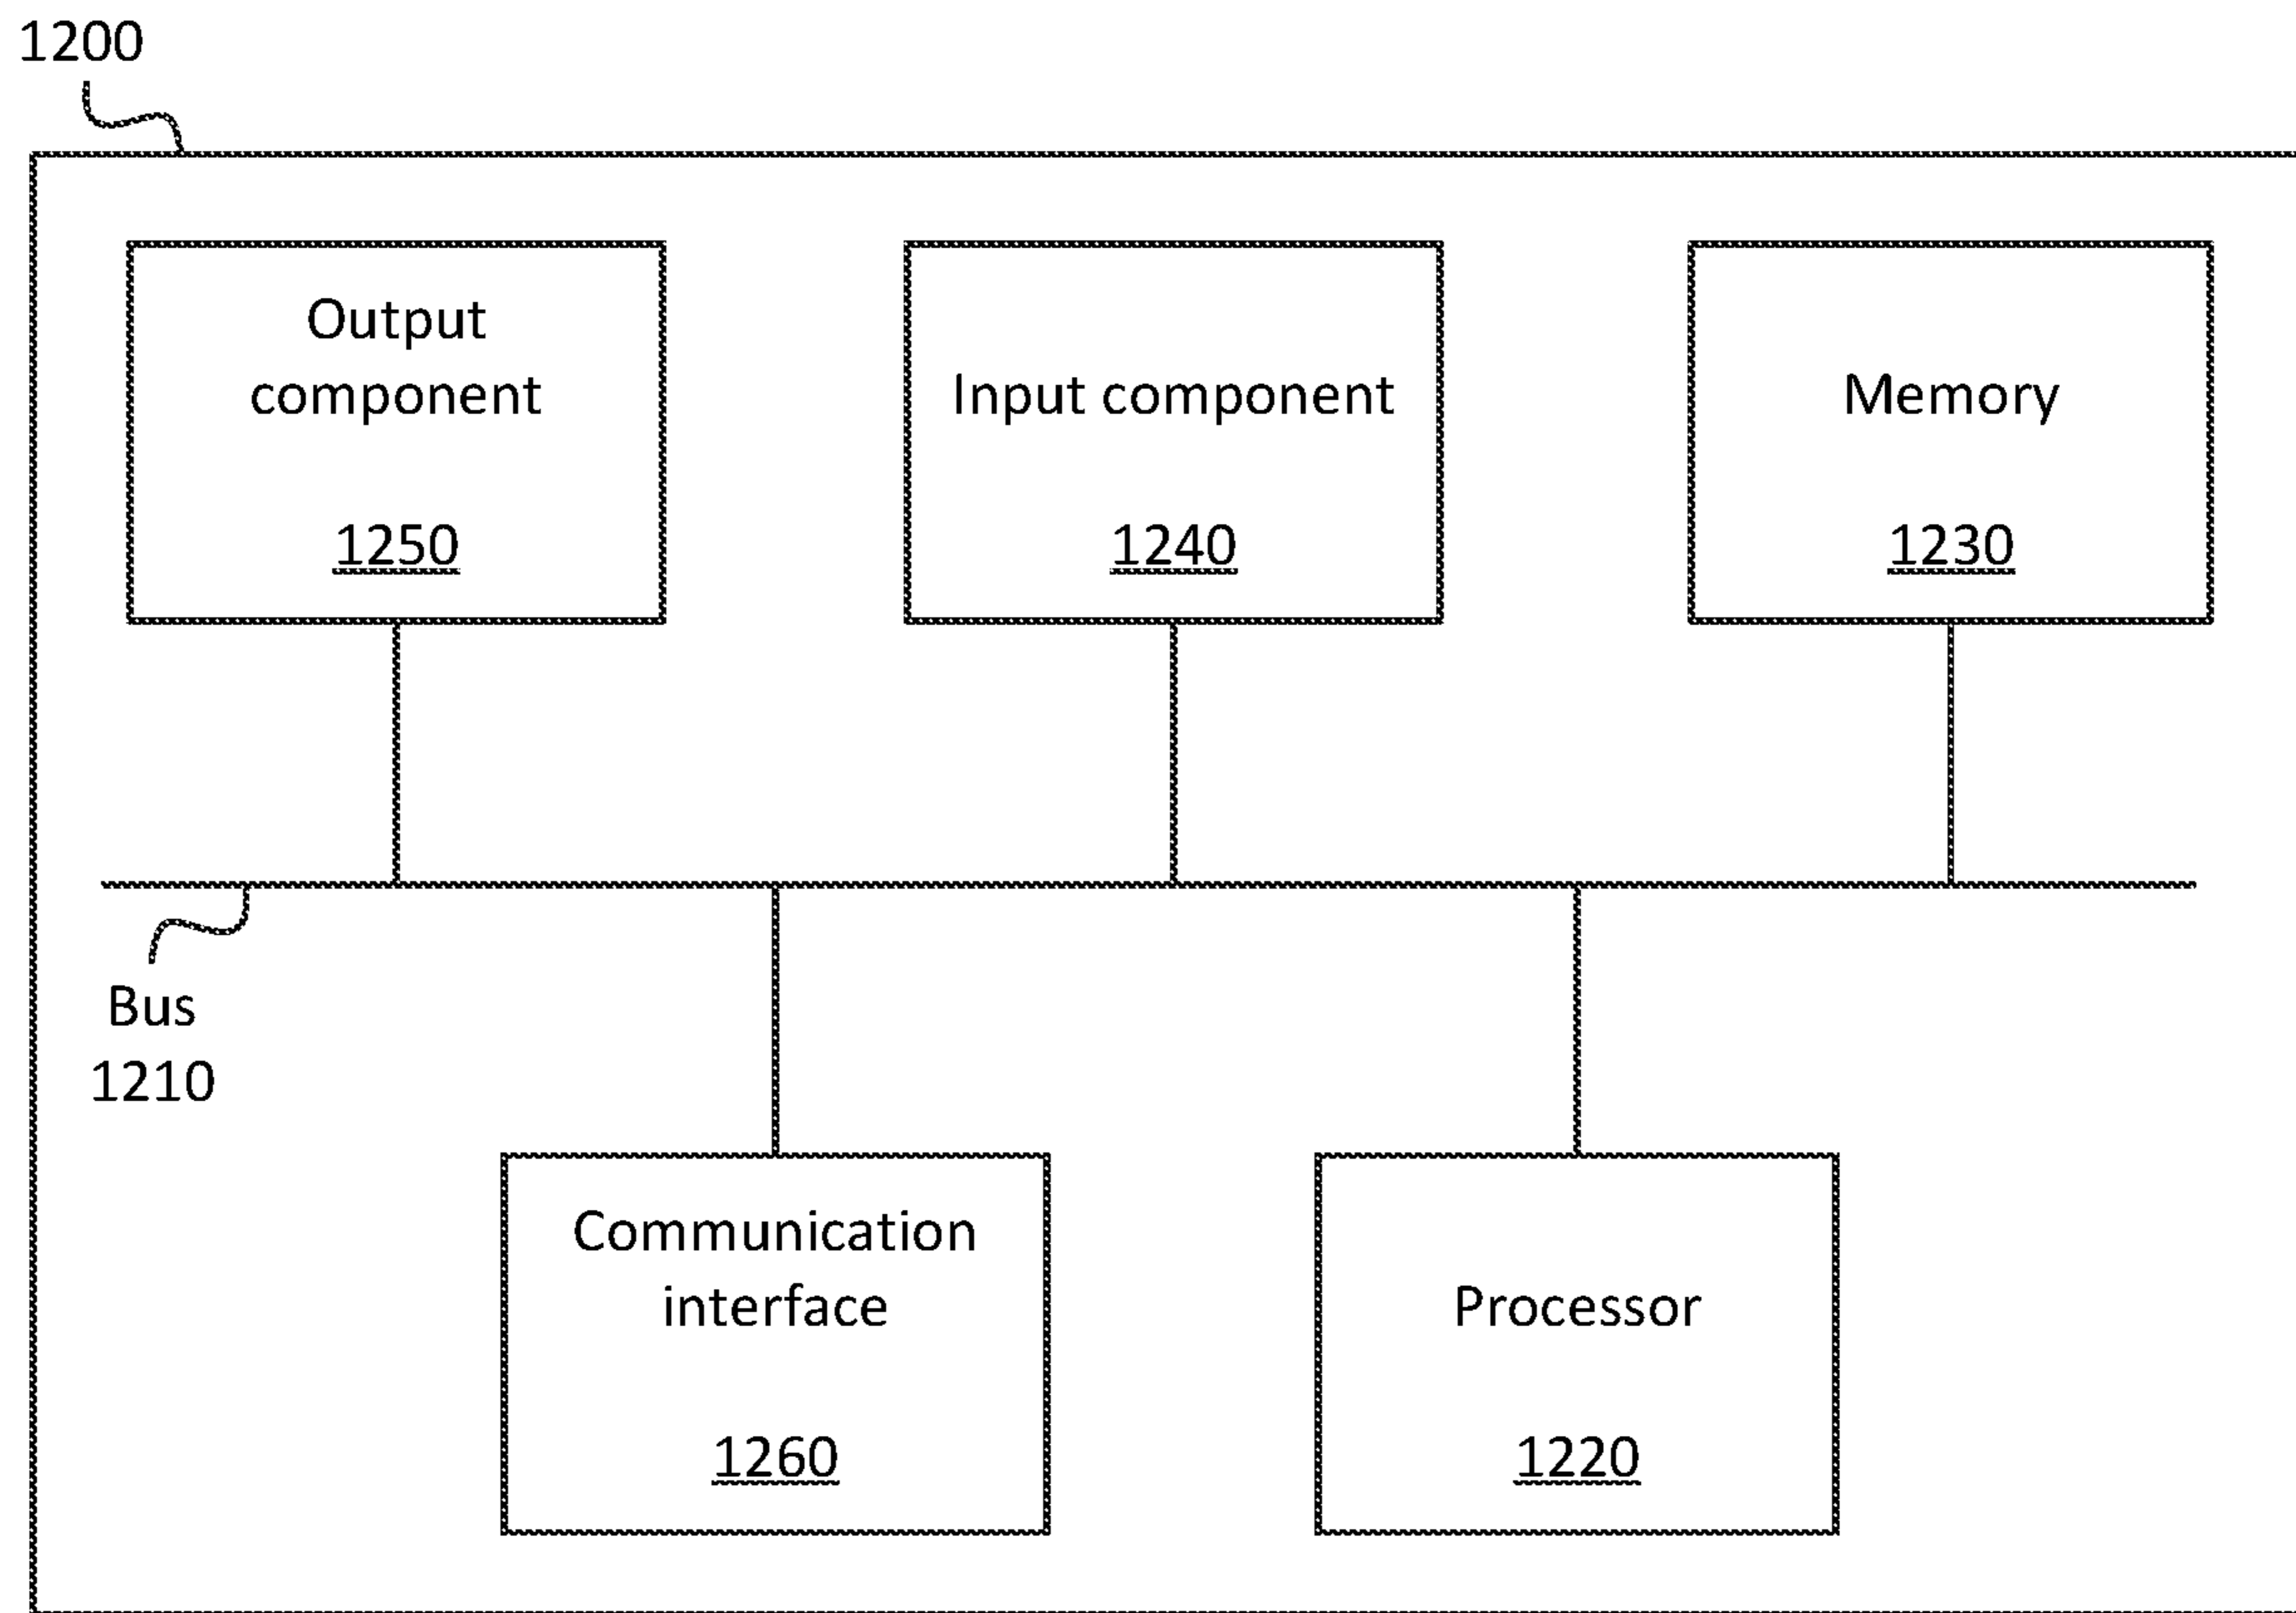 1200
Output
component
1250
Input component
1240
Memory
1230
Bus
1210
Communication
interface
1260
Processor
1220